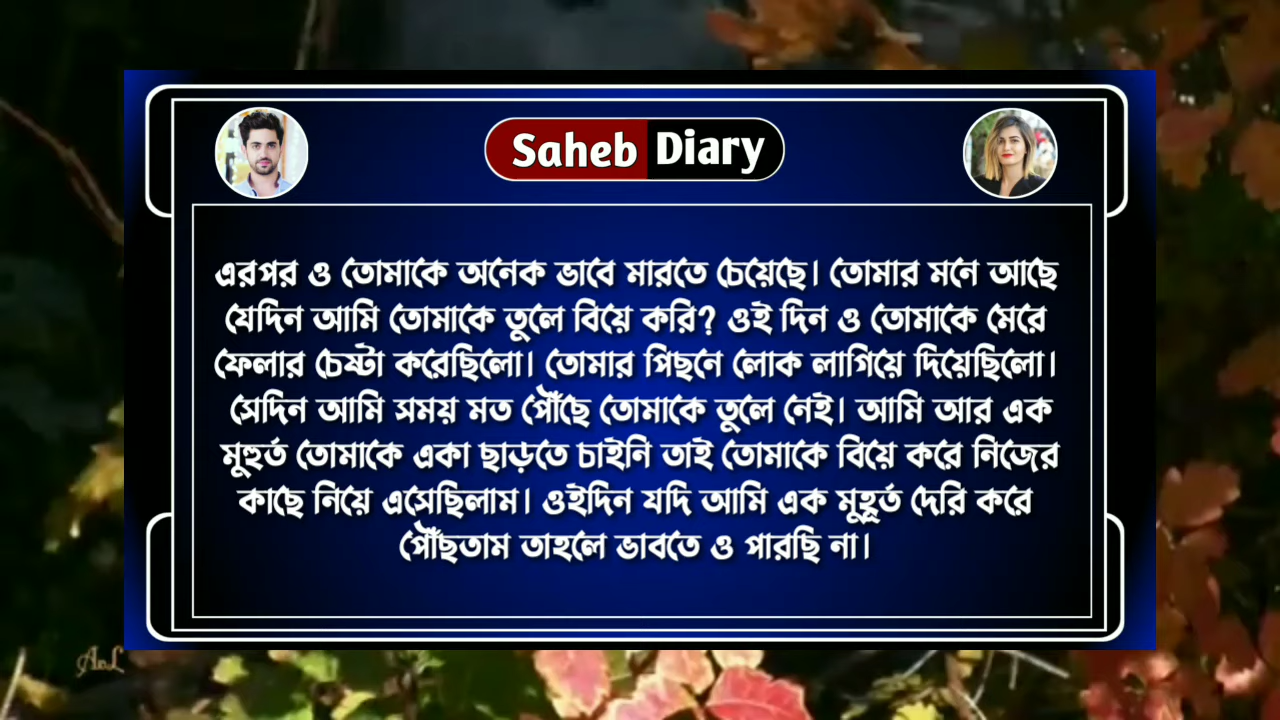 Saheb Diary
এরপর ও তোমাকে অনেক ভাবে মারতে চেয়েছে। তোমার মনে আছে
যেদিন আমি তোমাকে তুলে বিয়ে করি? ওই দিন ও তোমাকে মেরে
ফেলার চেষ্টা করেছিলো। তোমার পিছনে লোক লাগিয়ে দিয়েছিলো।
সেদিন আমি সময় মত পৌঁছে তোমাকে তুলে নেই। আমি আর এক
মুহুর্ত তোমাকে একা ছাড়তে চাইনি তাই তোমাকে বিয়ে করে নিজের
কাছে নিয়ে এসেছিলাম। ওইদিন যদি আমি এক মুহূর্ত দেরি করে
পৌঁছতাম তাহলে ভাবতে ও পারছি না।
AnL